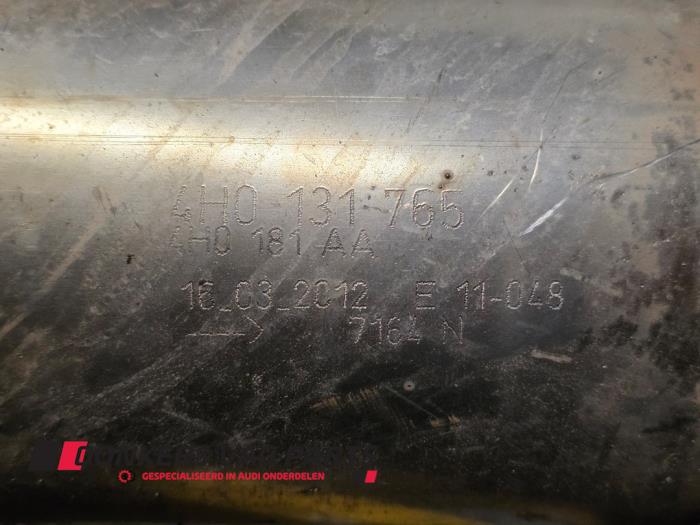 4H0 131 765
4H0 181 AA
16_03_2012 E 11-048
7164 N
GESPECIALISEERD IN AUDI ONDERDELEN